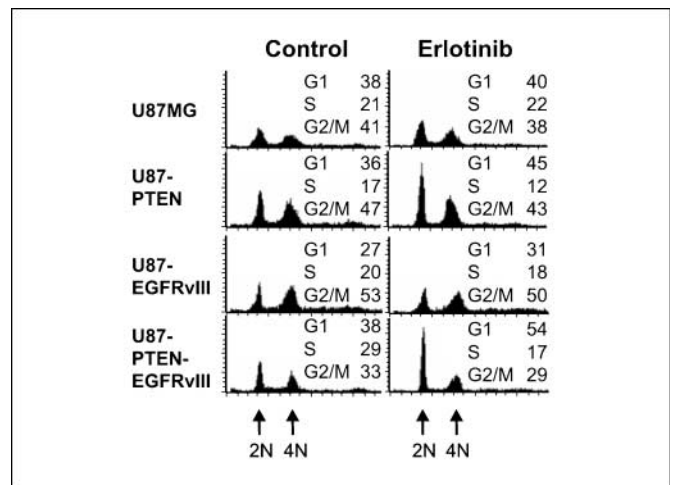 Control Erlotinib
U87MG
G1 38
S 21
G2/M 41
G1 40
S 22
G2/M 38
U87-
PTEN
G1 36
S 17
G2/M 47
G1 45
S 12
G2/M 43
U87-
EGFRvIII
G1 27
S 20
G2/M 53
G1 31
S 18
G2/M 50
U87-
PTEN-
EGFRvIII
G1 38
S 29
G2/M 33
G1 54
S 17
G2/M 29
2N 4N 2N 4N